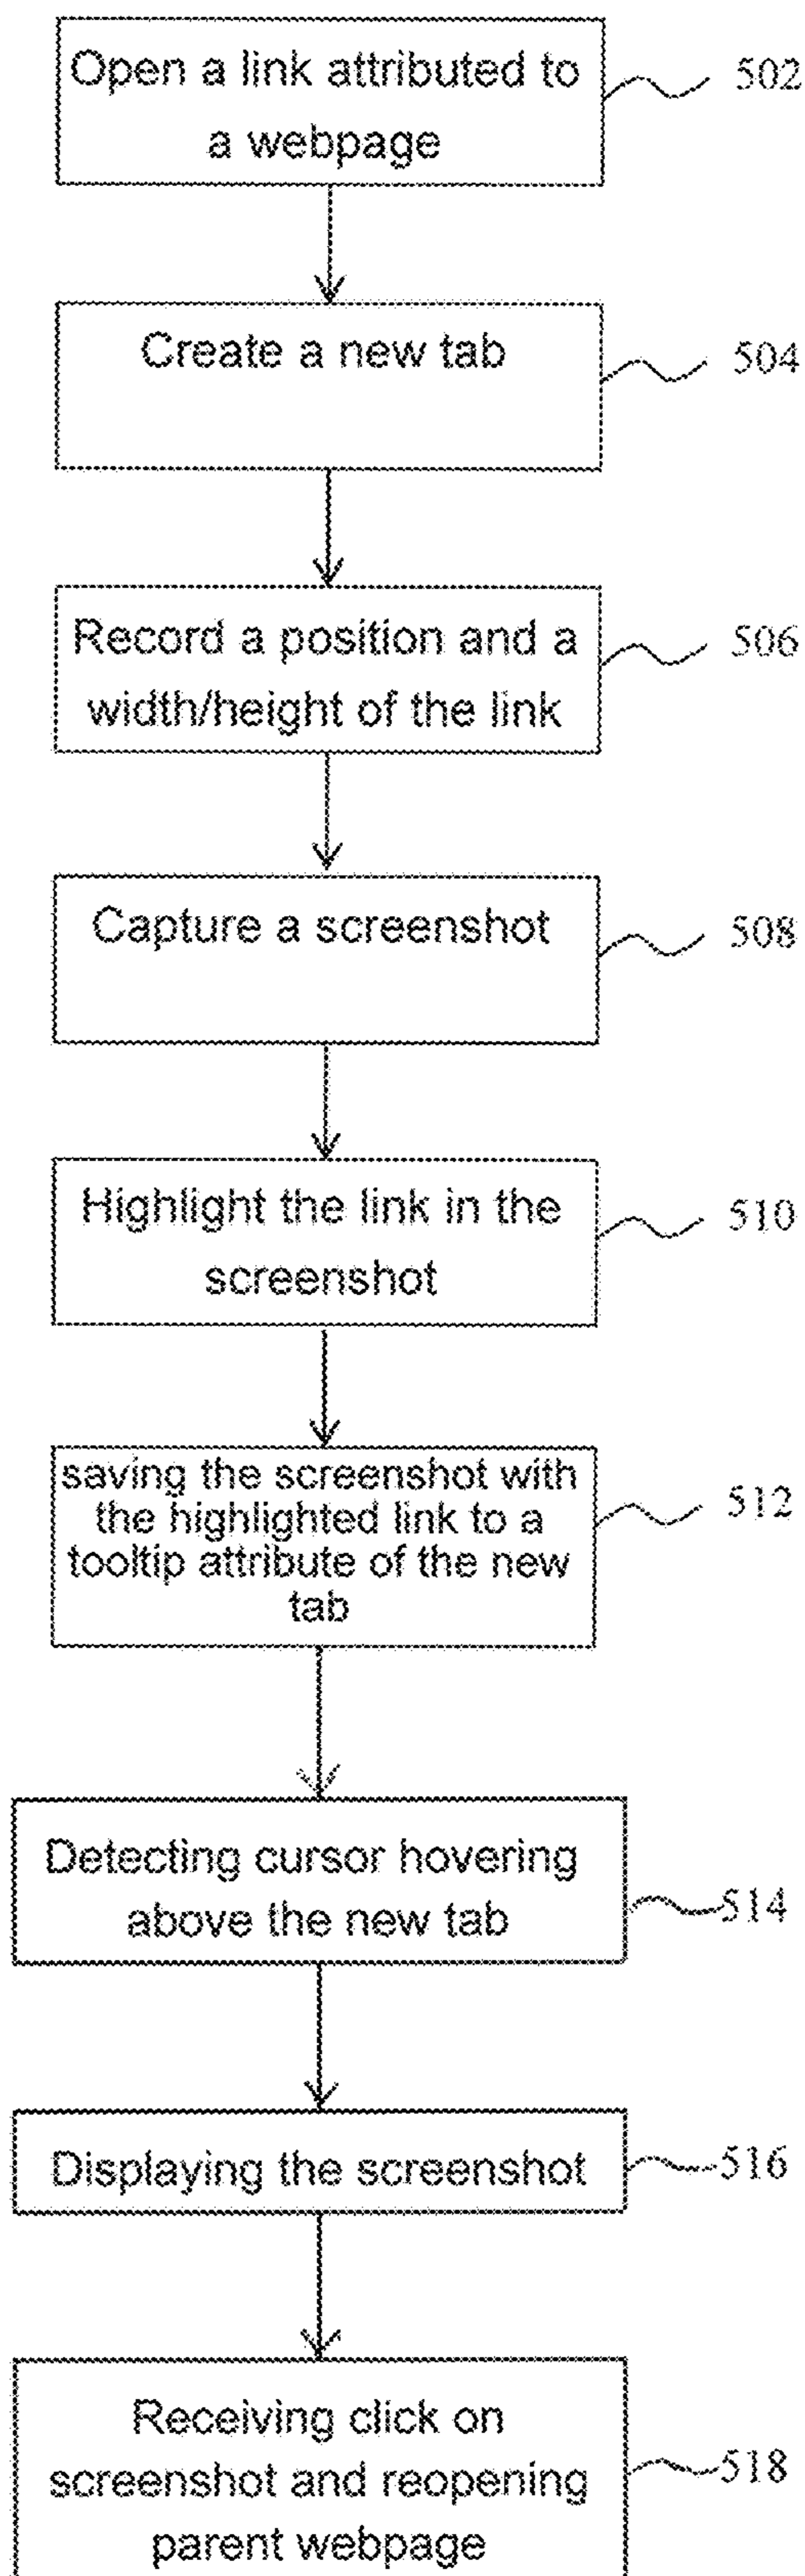 Open a link attributed to
a webpage
502
Create a new tab
504
Record a position and a
width/height of the link
506
Capture a screenshot
508
Highlight the link in the
screenshot
510
saving the screenshot with
the highlighted link to a
tooltip attribute of the new
tab
512
Detecting cursor hovering
above the new tab
514
Displaying the screenshot
516
Receiving click on
screenshot and reopening
parent webpage
518